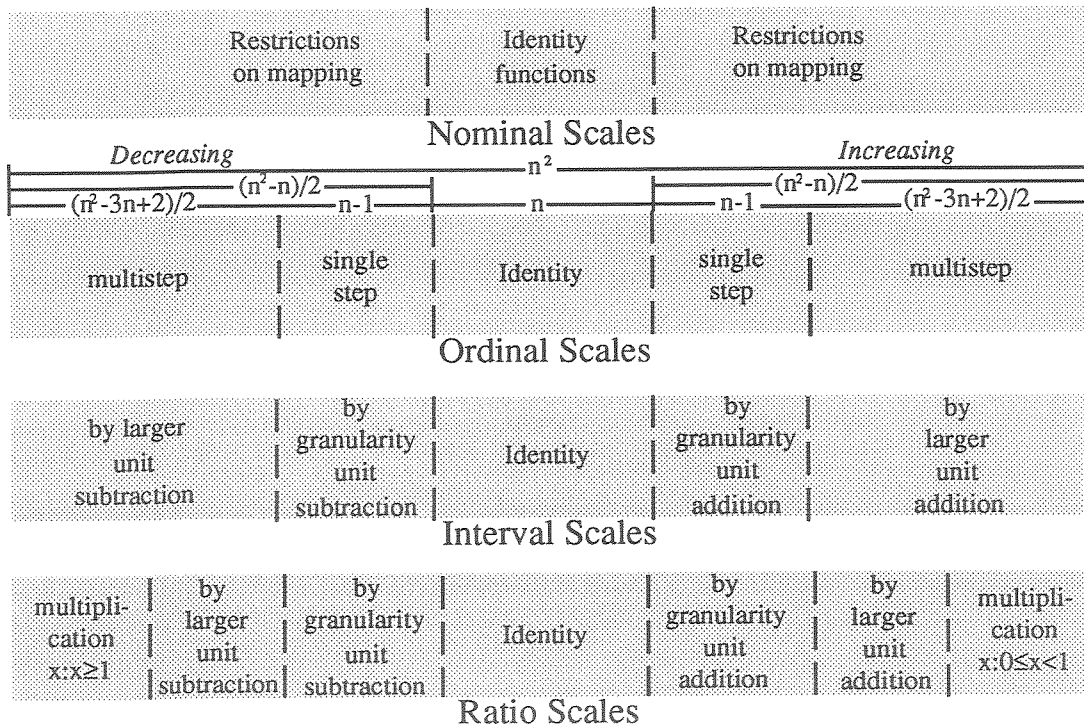 Restrictions
on mapping
Identity
functions
Restrictions
on mapping
Nominal Scales
Decreasing
n²
Increasing
(n²-n)/2
(n²-n)/2
(n²-3n+2)/2
n-1
n
n-1
(n²-3n+2)/2
multistep
single
step
Identity
single
step
multistep
Ordinal Scales
by larger
unit
subtraction
by
granularity
unit
subtraction
Identity
by
granularity
unit
addition
by
larger
unit
addition
Interval Scales
multipli-
cation
x:x≥1
by
larger
unit
subtraction
by
granularity
unit
subtraction
Identity
by
granularity
unit
addition
by
larger
unit
addition
multipli-
cation
x:0≤x<1
Ratio Scales